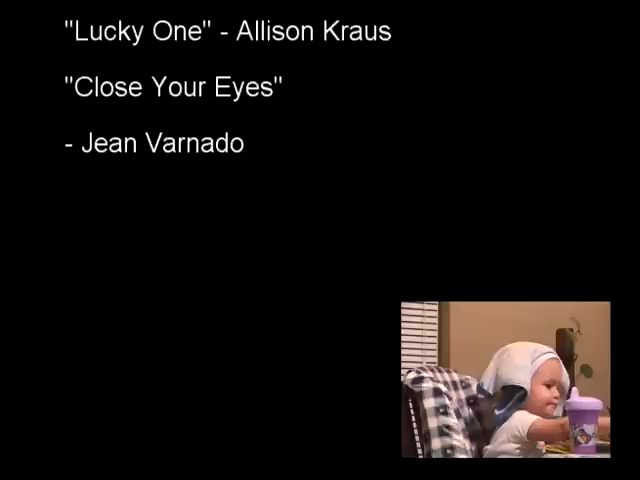 "Lucky One" - Allison Kraus
"Close Your Eyes"
- Jean Varnado